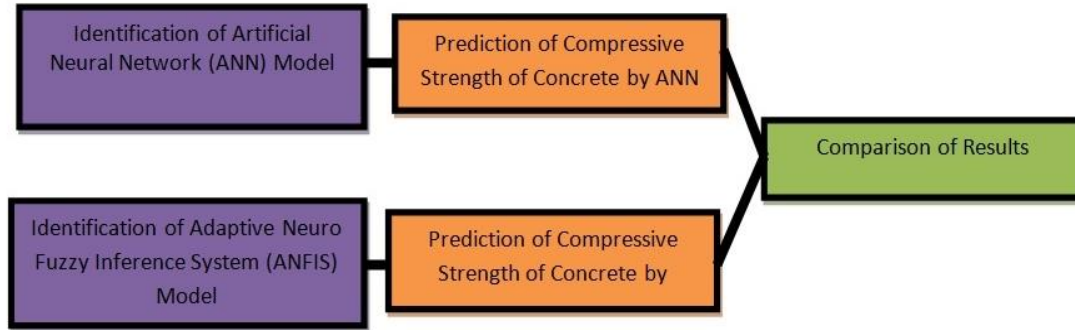 Identification of Artificial
Neural Network (ANN) Model
Prediction of Compressive
Strength of Concrete by ANN
Comparison of Results
Identification of Adaptive Neuro
Fuzzy Inference System (ANFIS)
Model
Prediction of Compressive
Strength of Concrete by